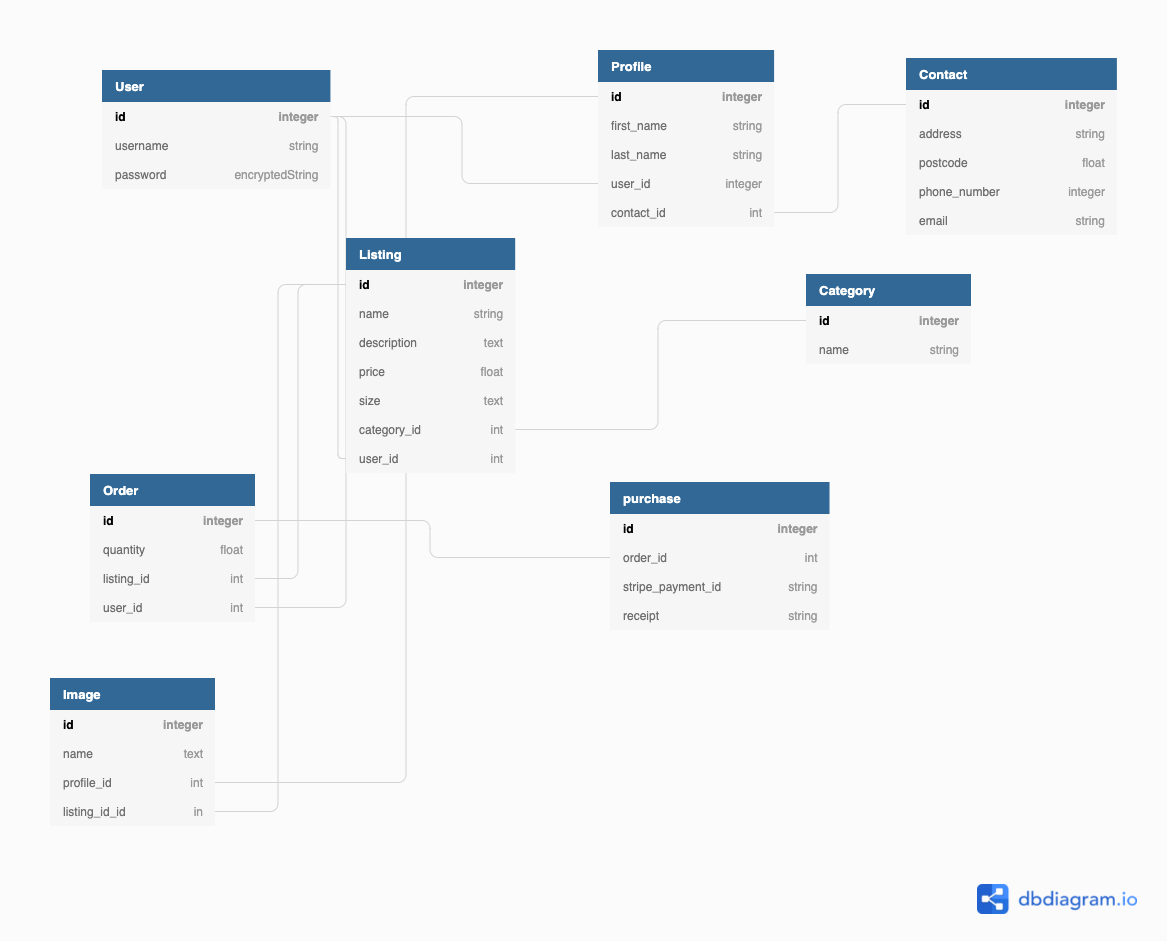 User
id integer
username string
password encryptedString
Profile
id integer
first_name string
last_name string
user_id integer
contact_id int
Contact
id integer
address string
postcode float
phone_number integer
email string
Listing
id integer
name string
description text
price float
size text
category_id int
user_id int
Category
id integer
name string
Order
id integer
quantity float
listing_id int
user_id int
purchase
id integer
order_id int
stripe_payment_id string
receipt string
Image
id integer
name text
profile_id int
listing_id_id in
dbdiagram.io